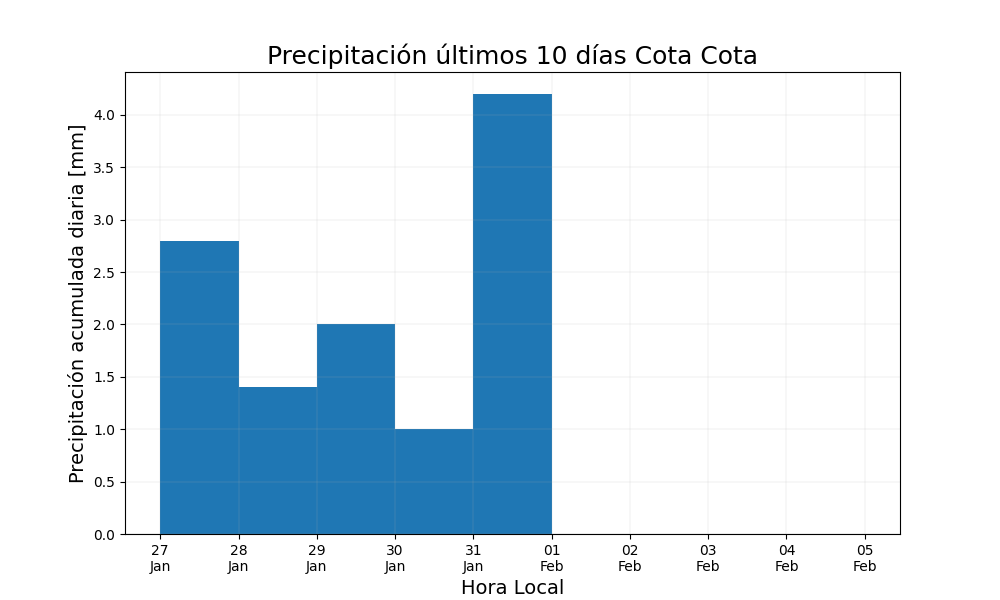 Precipitación últimos 10 días Cota Cota
Precipitación acumulada diaria [mm]
4.0
3.5
3.0
2.5
2.0
1.5
1.0
0.5
0.0
27 28 29 30 31 01 02 03 04 05
Jan Jan Jan Jan Jan Feb Feb Feb Feb Feb
Hora Local